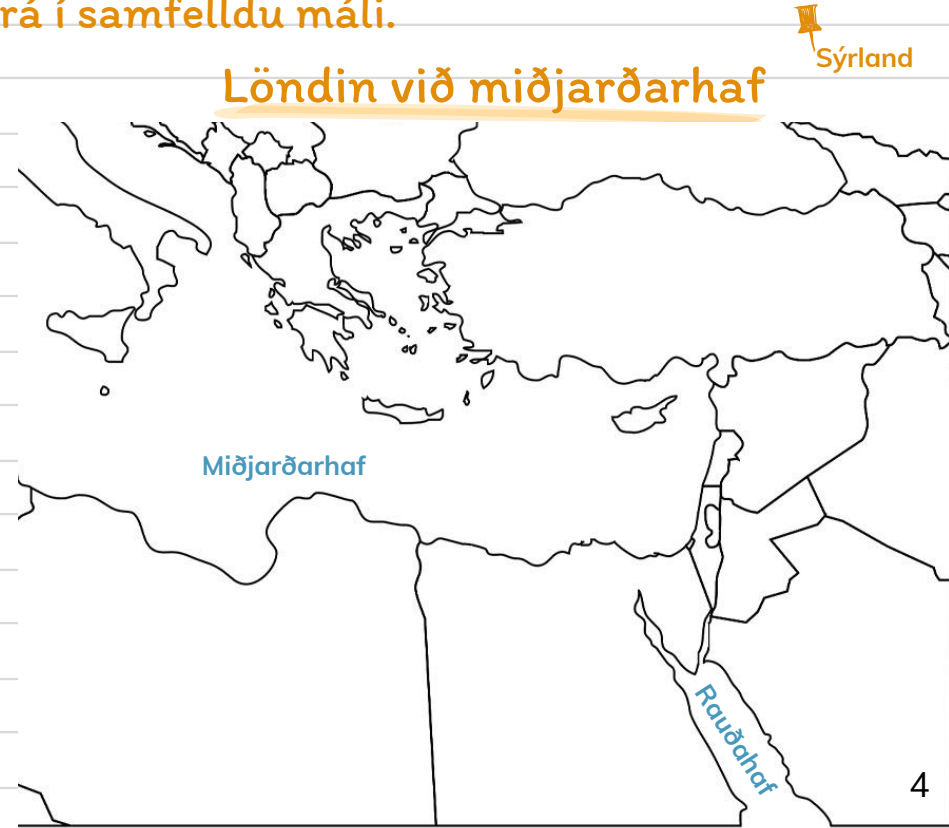 rá í samfelldu máli.
Sýrland
Löndin við miðjarðarhaf
Miðjarðarhaf
Rauðahaf
4